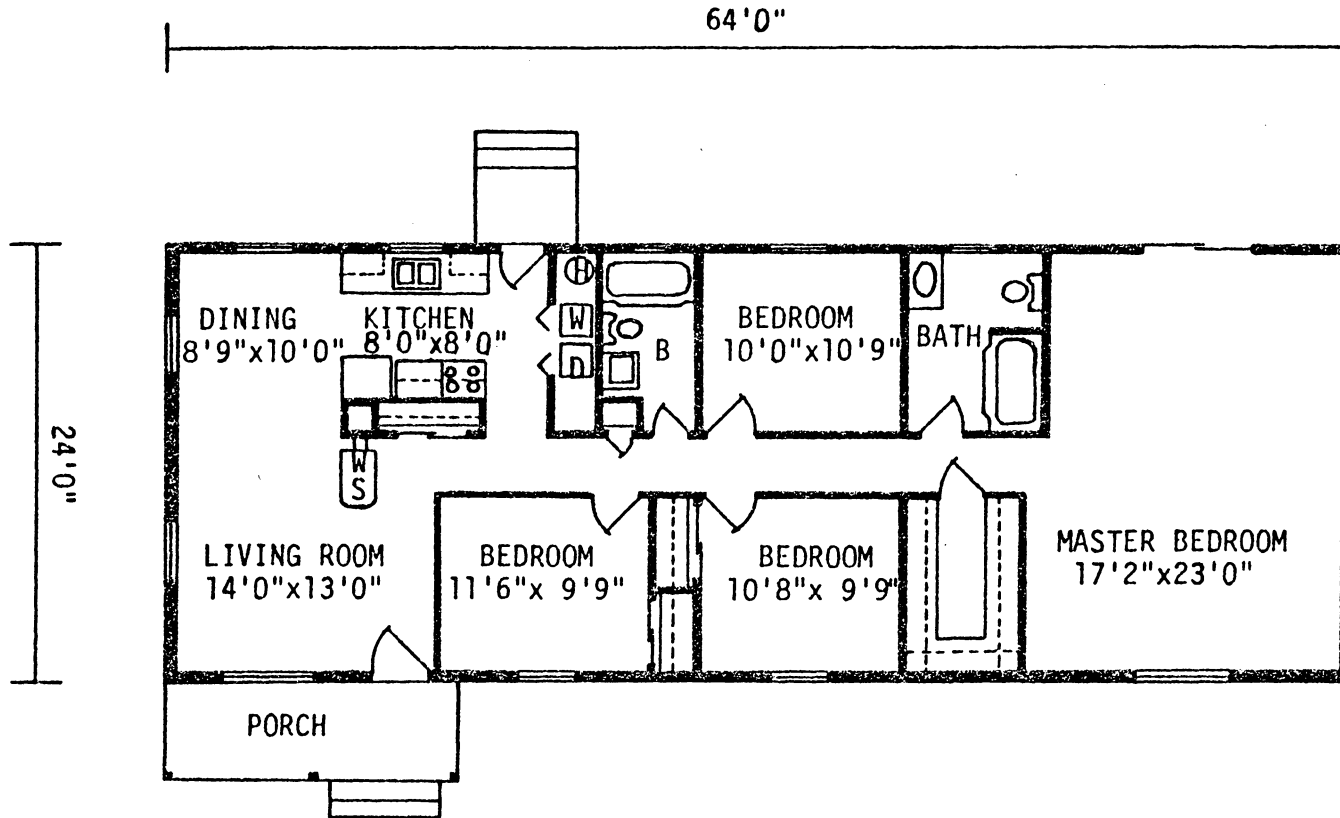 64'0"
24'0"
DINING
8'9"x10'0"
KITCHEN
8'0"x8'0"
H
W
D
B
BEDROOM
10'0"x10'9"
BATH
W
S
LIVING ROOM
14'0"x13'0"
BEDROOM
11'6"x 9'9"
BEDROOM
10'8"x 9'9"
MASTER BEDROOM
17'2"x23'0"
PORCH